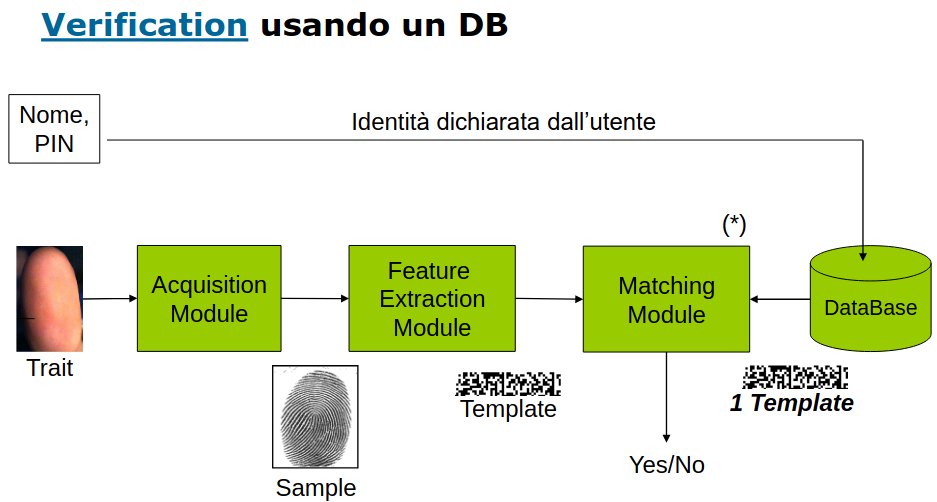 Verification usando un DB
Nome,
PIN
Identità dichiarata dall'utente
(*)
Acquisition
Module
Feature
Extraction
Module
Matching
Module
DataBase
Trait
Template
1 Template
Sample
Yes/No